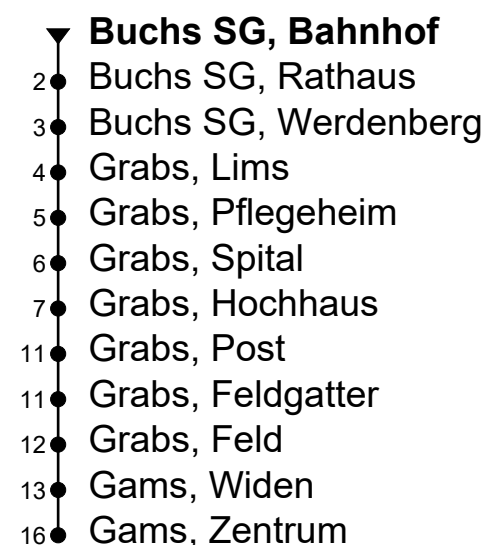 Buchs SG, Bahnhof
2 Buchs SG, Rathaus
3 Buchs SG, Werdenberg
4 Grabs, Lims
5 Grabs, Pflegeheim
6 Grabs, Spital
7 Grabs, Hochhaus
11 Grabs, Post
11 Grabs, Feldgatter
12 Grabs, Feld
13 Gams, Widen
16 Gams, Zentrum